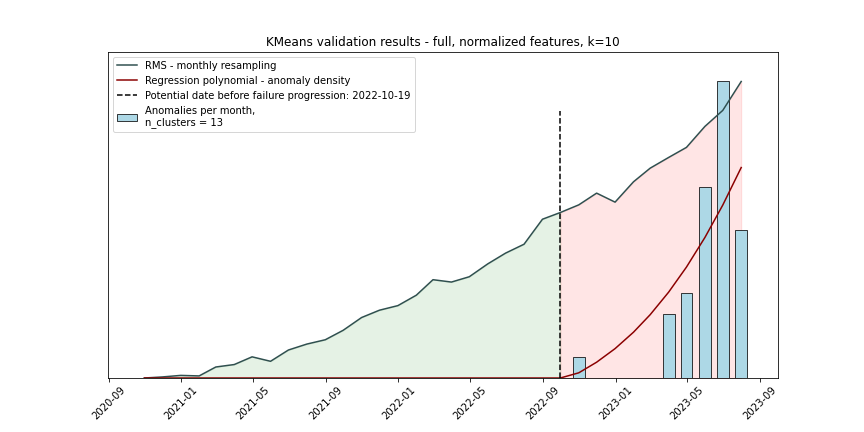 KMeans validation results - full, normalized features, k=10
RMS - monthly resampling
Regression polynomial - anomaly density
Potential date before failure progression: 2022-10-19
Anomalies per month,
n_clusters = 13
2020-09
2021-01
2021-05
2021-09
2022-01
2022-05
2022-09
2023-01
2023-05
2023-09